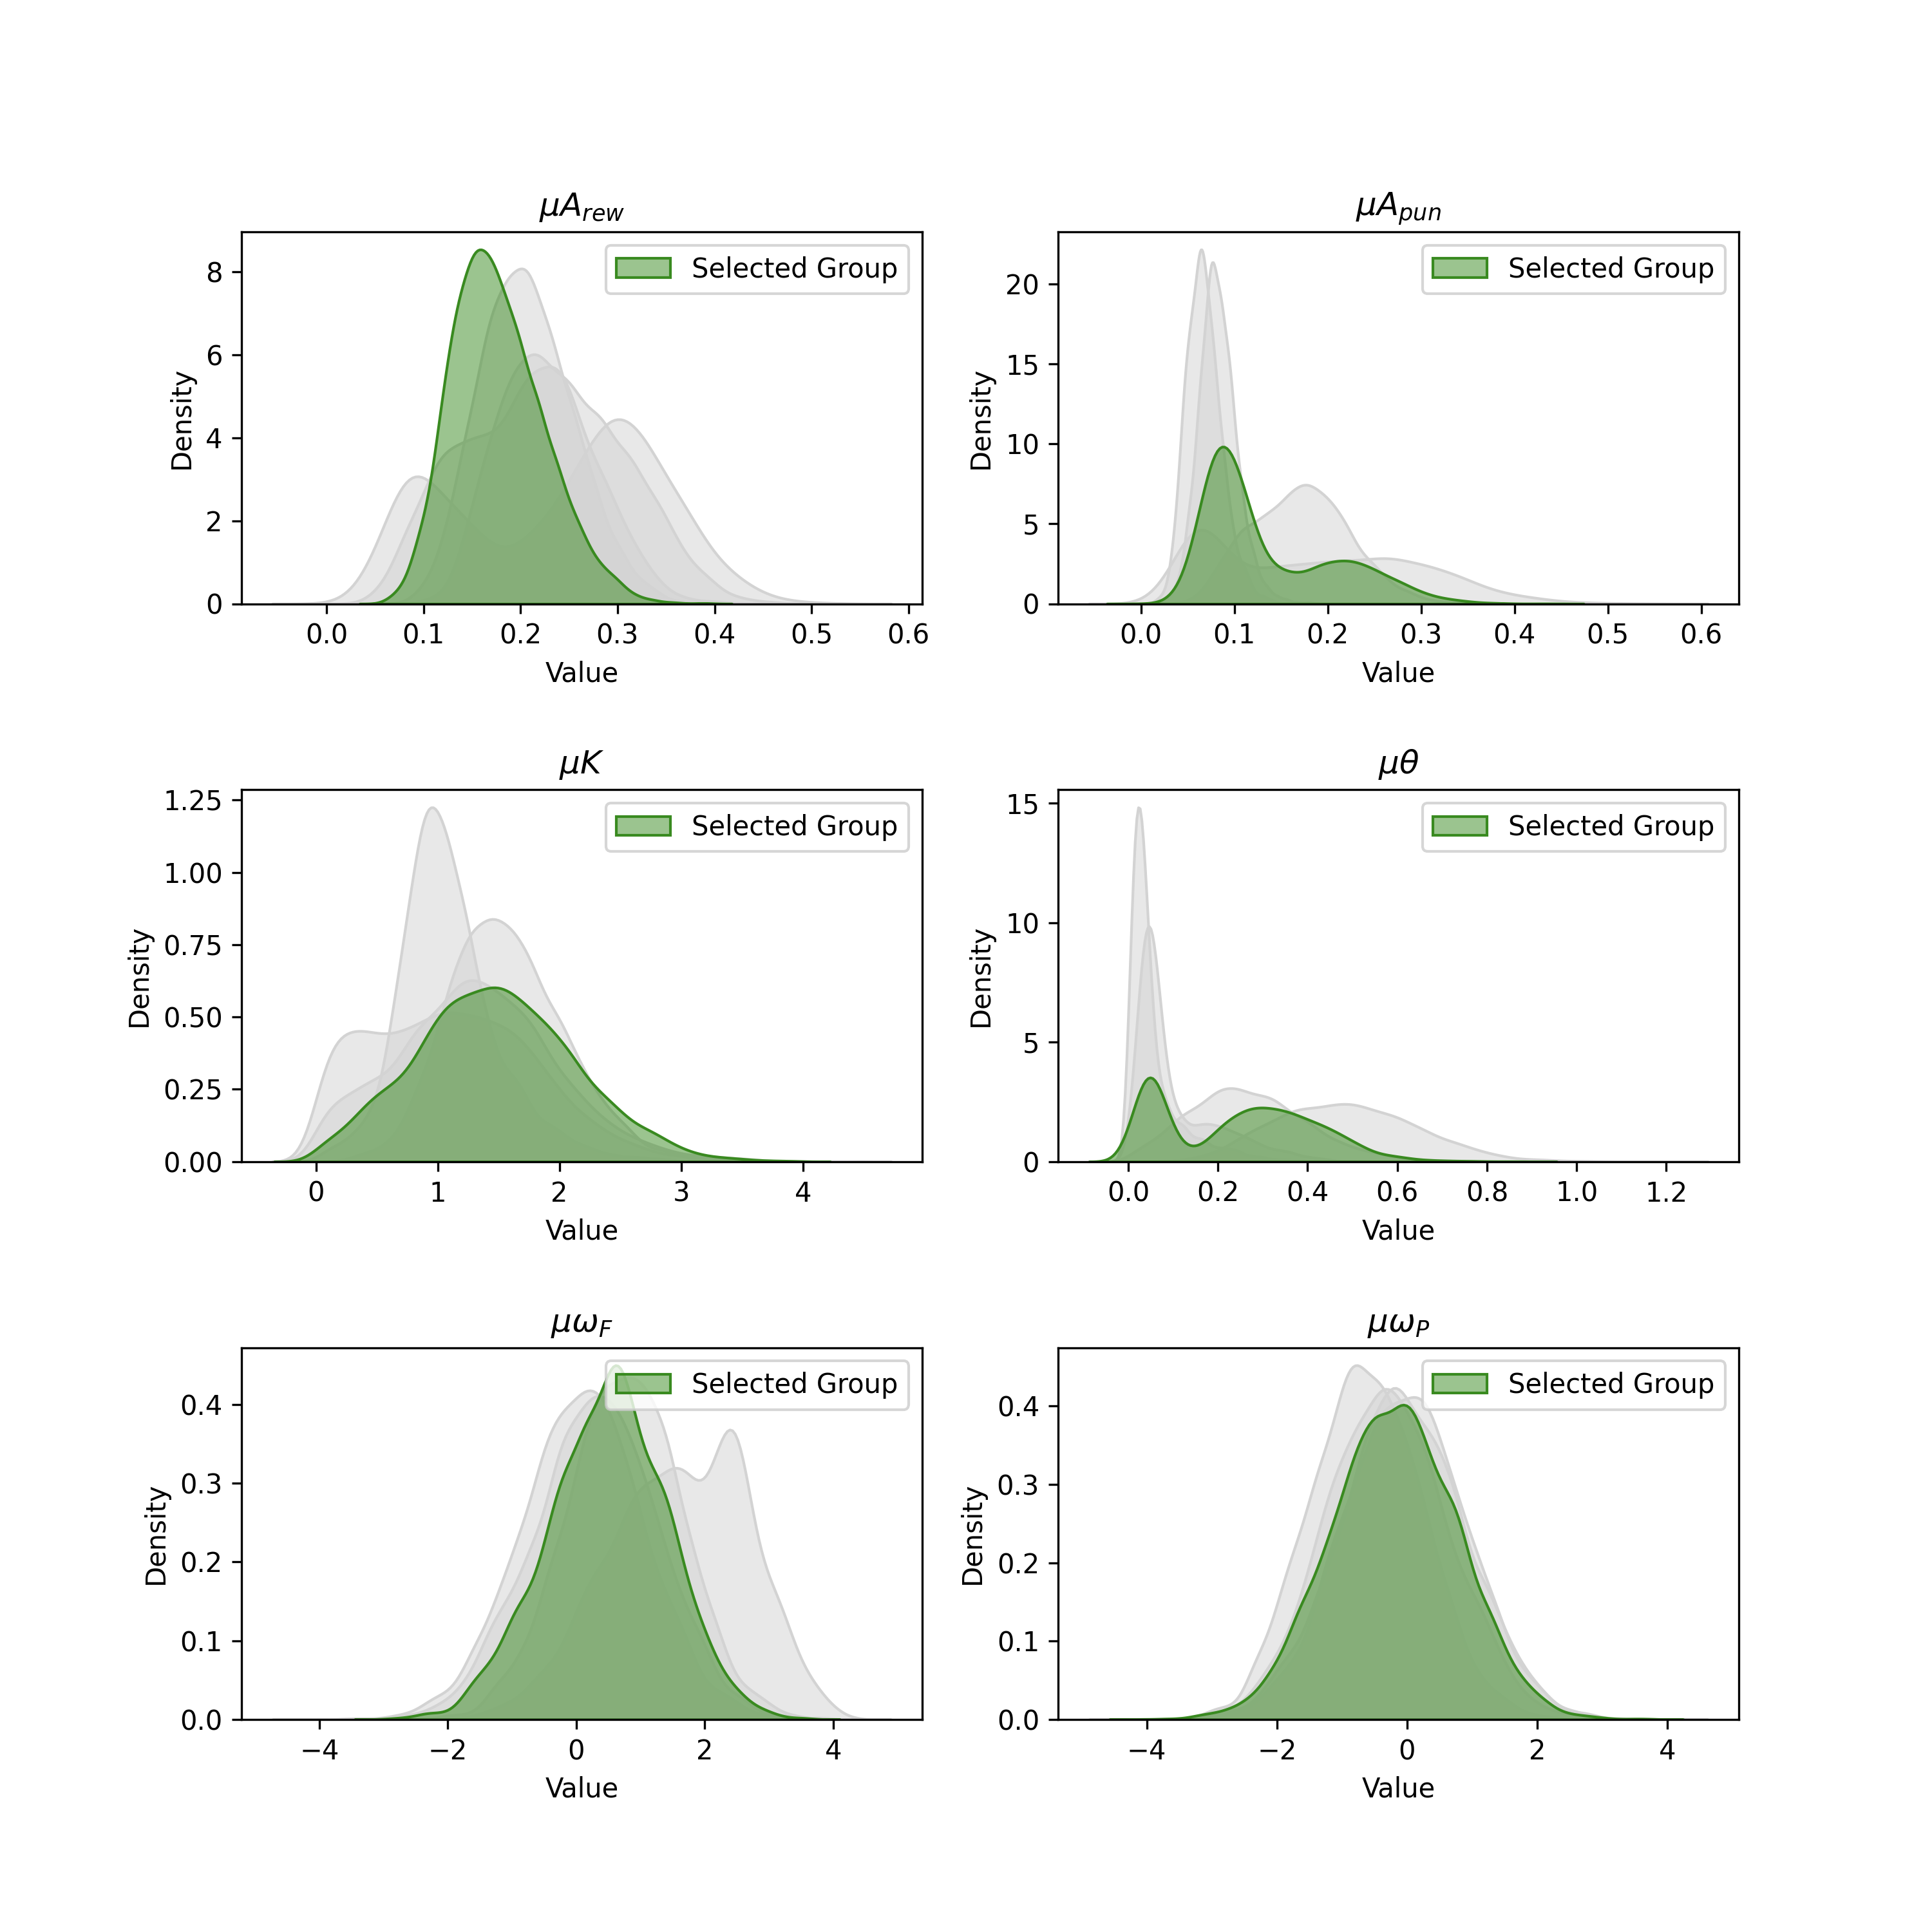 μA_rew
μA_pun
Selected Group
Selected Group
Density
8
6
4
2
0
Density
20
15
10
5
0
0.0 0.1 0.2 0.3 0.4 0.5 0.6
0.0 0.1 0.2 0.3 0.4 0.5 0.6
Value
Value
μK
μθ
Selected Group
Selected Group
Density
1.25
1.00
0.75
0.50
0.25
0.00
Density
15
10
5
0
0 1 2 3 4
0.0 0.2 0.4 0.6 0.8 1.0 1.2
Value
Value
μω_F
μω_P
Selected Group
Selected Group
Density
0.4
0.3
0.2
0.1
0.0
Density
0.4
0.3
0.2
0.1
0.0
−4 −2 0 2 4
−4 −2 0 2 4
Value
Value